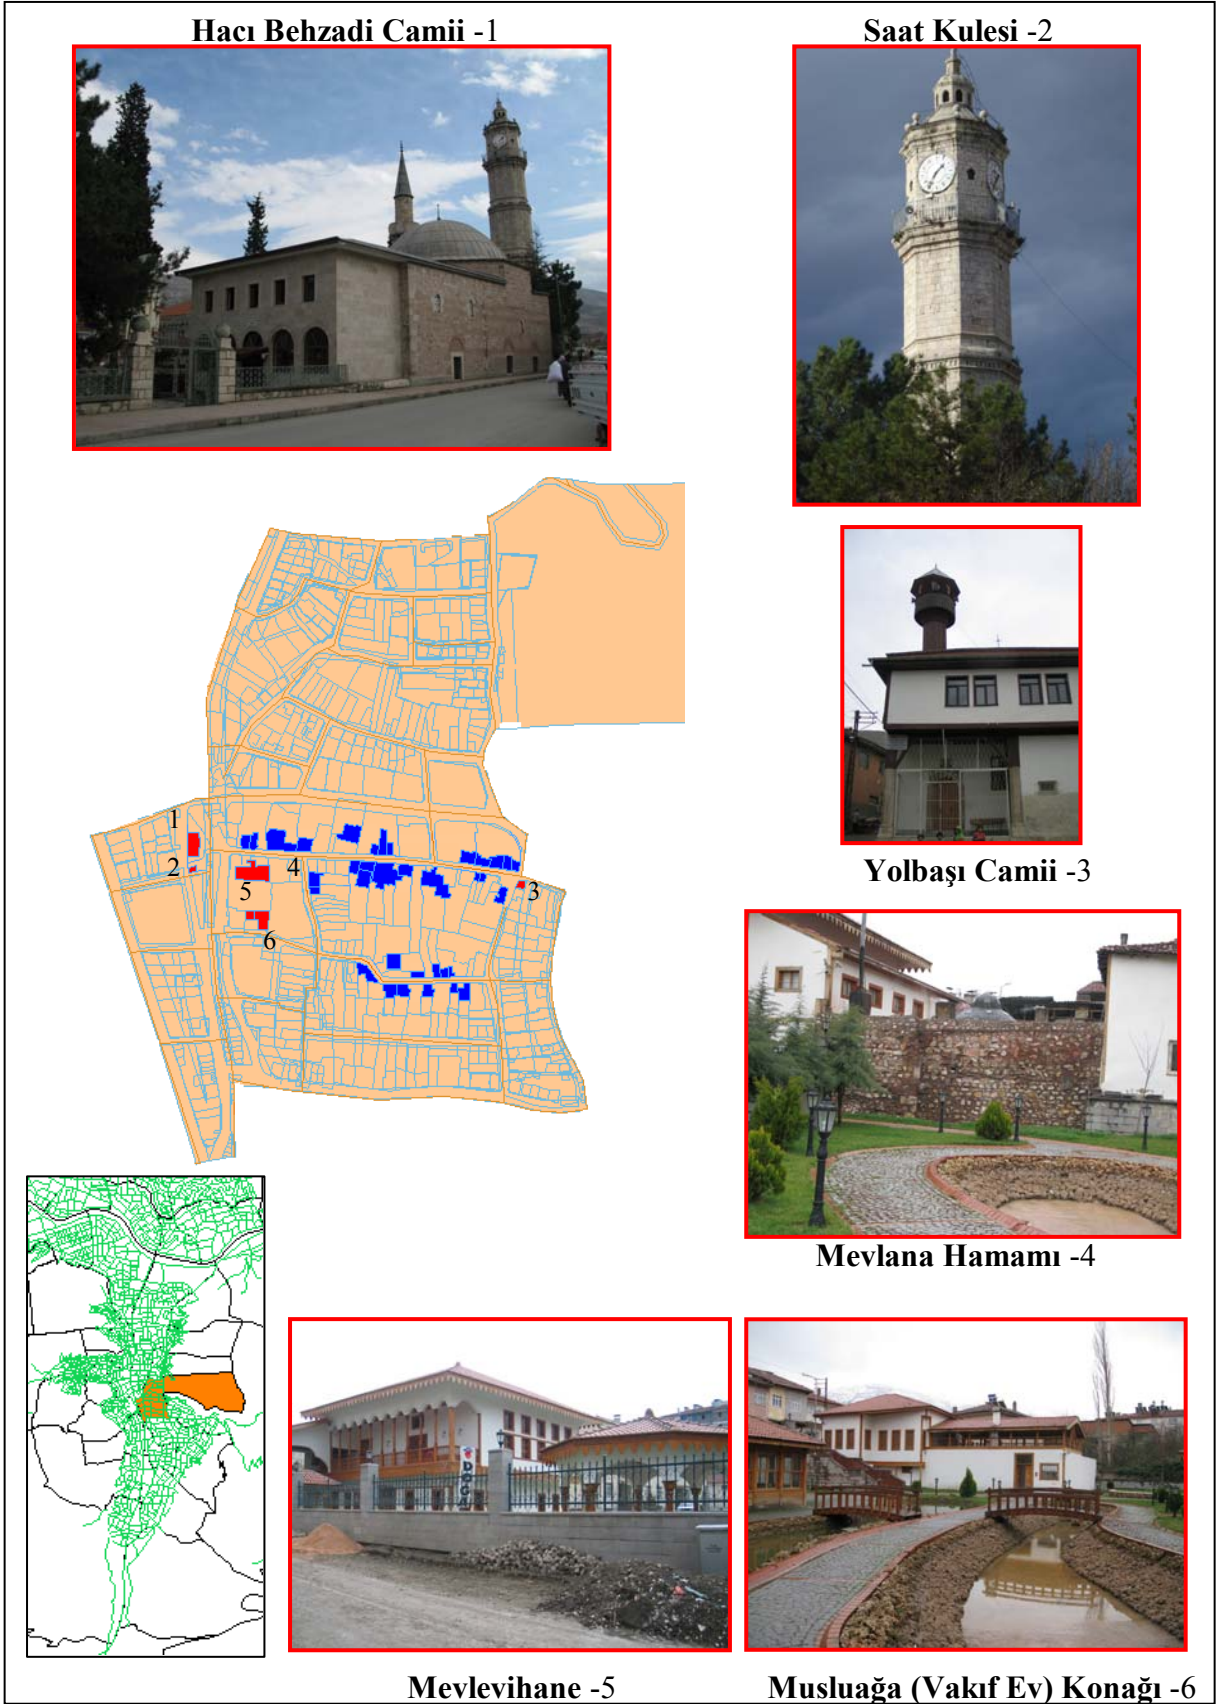 Hacı Behzadi Camii -1
Saat Kulesi -2
Yolbaşı Camii -3
1
2
4
5
3
6
Mevlana Hamamı -4
DOĞA
Mevlevihane -5
Musluağa (Vakıf Ev) Konağı -6